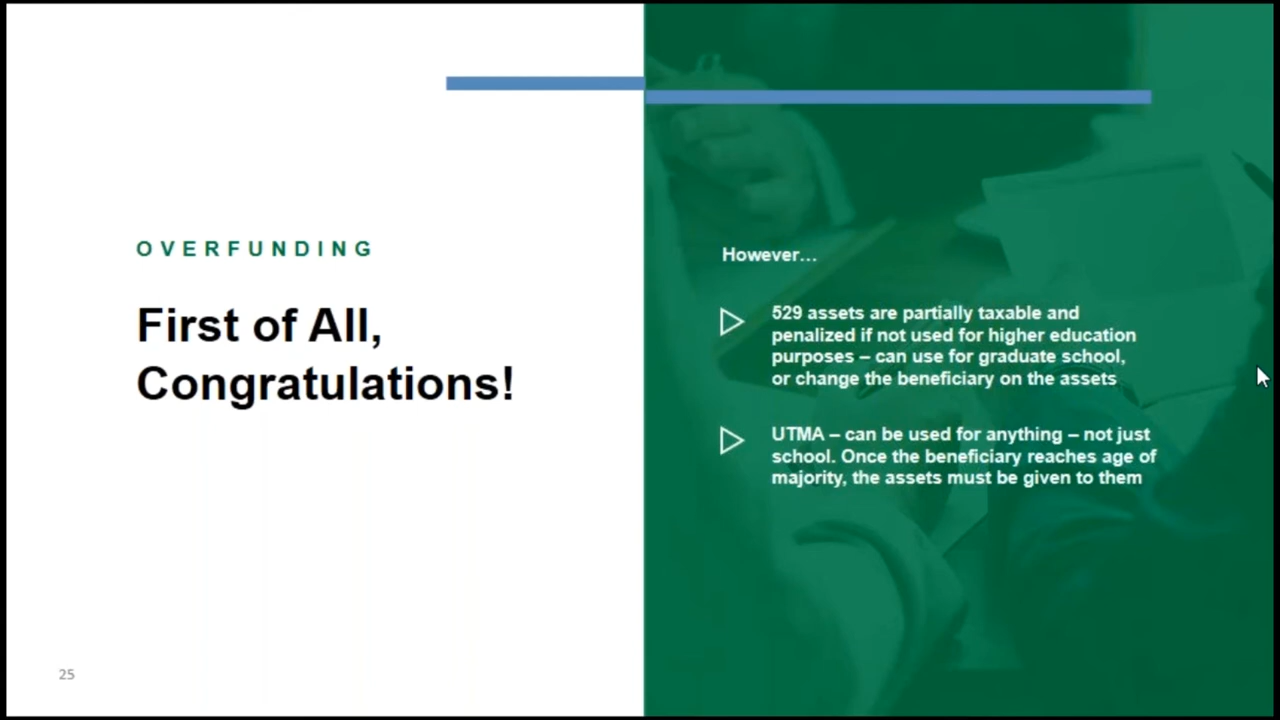 OVERFUNDING
First of All,
Congratulations!
However...
529 assets are partially taxable and
penalized if not used for higher education
purposes – can use for graduate school,
or change the beneficiary on the assets
UTMA – can be used for anything – not just
school. Once the beneficiary reaches age of
majority, the assets must be given to them
25